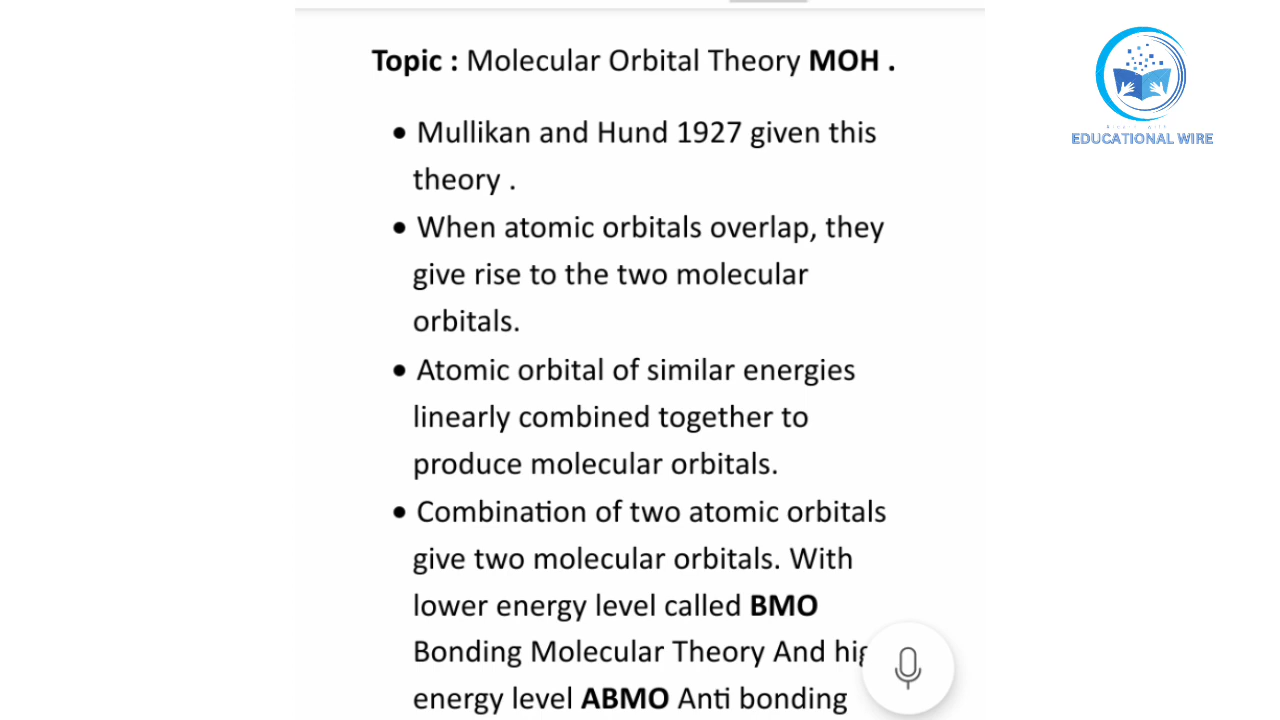 Topic : Molecular Orbital Theory MOH .
• Mullikan and Hund 1927 given this
theory .
• When atomic orbitals overlap, they
give rise to the two molecular
orbitals.
• Atomic orbital of similar energies
linearly combined together to
produce molecular orbitals.
• Combination of two atomic orbitals
give two molecular orbitals. With
lower energy level called BMO
Bonding Molecular Theory And
energy level ABMO Anti bonding
EDUCATIONAL WIRE